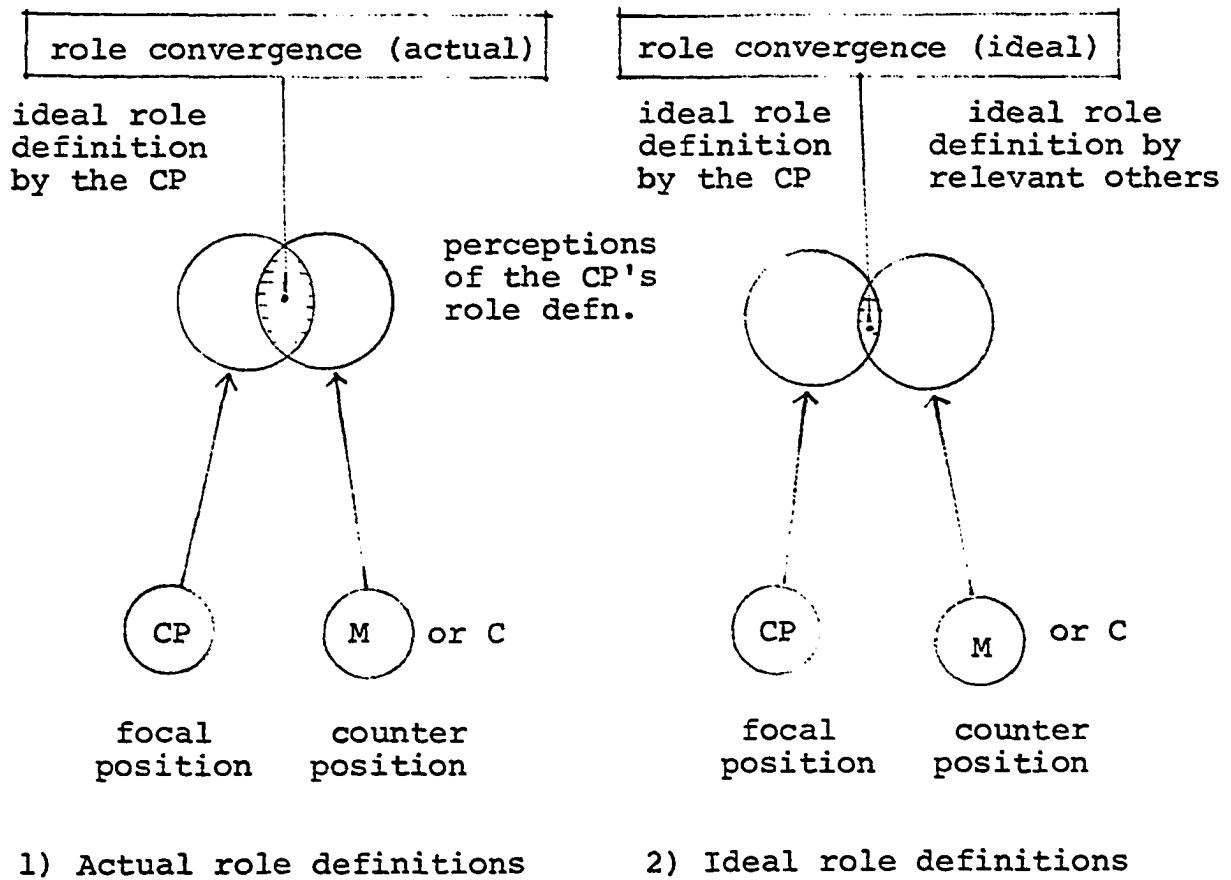 role convergence (actual)
role convergence (ideal)
ideal role
definition
by the CP
ideal role
definition
by the CP
ideal role
definition by
relevant others
perceptions
of the CP's
role defn.
CP
M
or C
CP
M
or C
focal
position
counter
position
focal
position
counter
position
1) Actual role definitions
2) Ideal role definitions